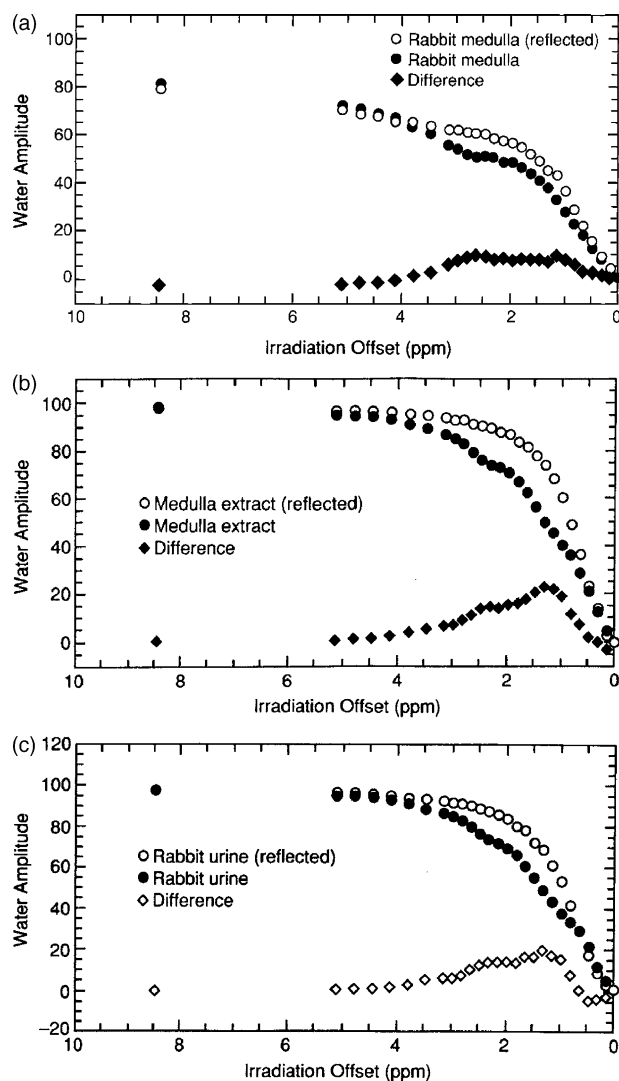 (a)
100
80
60
40
20
0
Water Amplitude
Rabbit medulla (reflected)
Rabbit medulla
Difference
10 8 6 4 2 0
Irradiation Offset (ppm)
(b)
100
80
60
40
20
0
Water Amplitude
Medulla extract (reflected)
Medulla extract
Difference
10 8 6 4 2 0
Irradiation Offset (ppm)
(c)
120
100
80
60
40
20
0
−20
Water Amplitude
Rabbit urine (reflected)
Rabbit urine
Difference
10 8 6 4 2 0
Irradiation Offset (ppm)